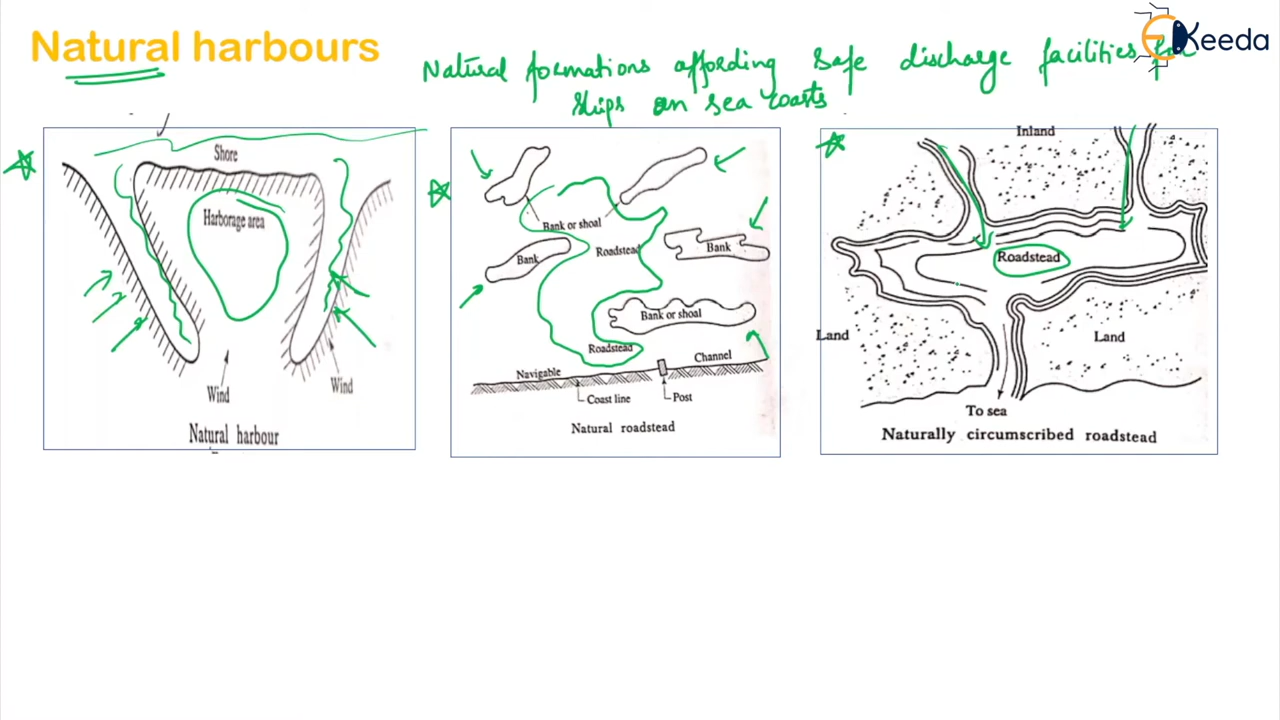 Natural harbours
Keeda
Natural formations affording safe discharge facilities for
ships on sea coasts
Shore
Harborage area
Wind
Wind
Natural harbour
Bank or shoal
Roadstead
Bank
Bank
Bank or shoal
Roadstead
Navigable
Channel
Coast line
Post
Natural roadstead
Inland
Roadstead
Land
Land
To sea
Naturally circumscribed roadstead